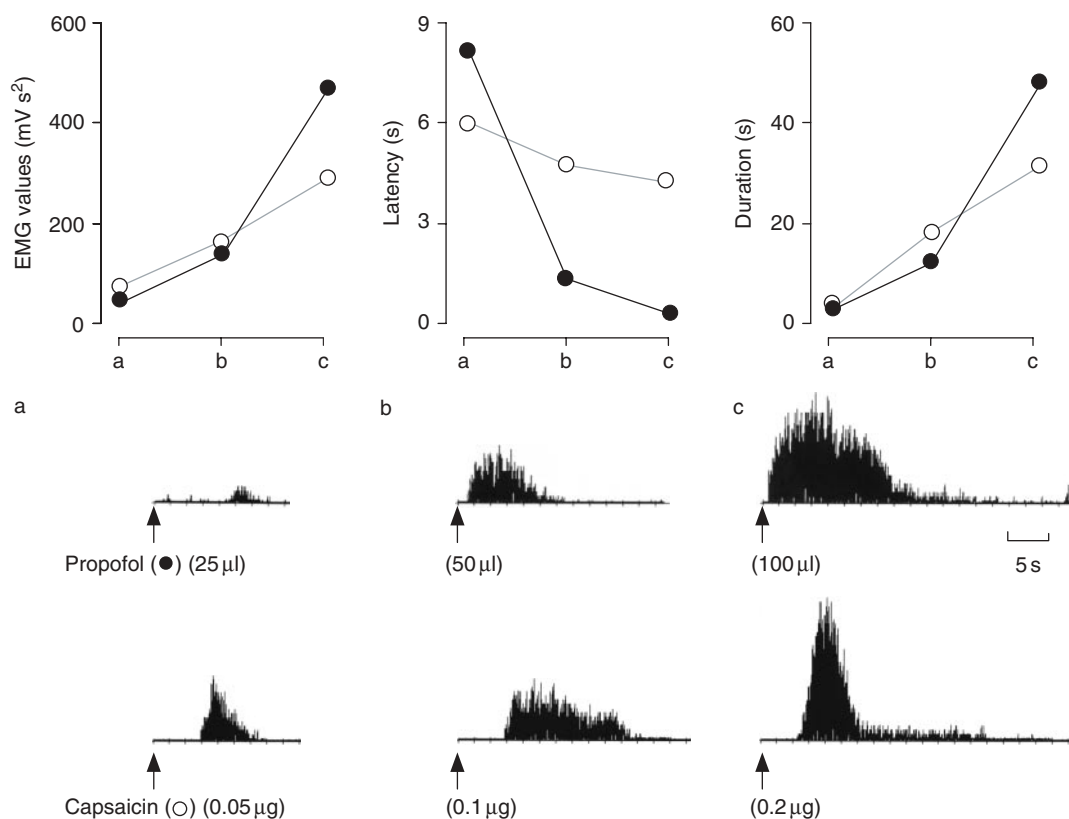 EMG values (mV s²)
600
400
200
0
a b c
Latency (s)
9
6
3
0
a b c
Duration (s)
60
40
20
0
a b c
a
b
c
Propofol (●) (25 µl)
(50 µl)
(100 µl)
5 s
Capsaicin (○) (0.05 µg)
(0.1 µg)
(0.2 µg)